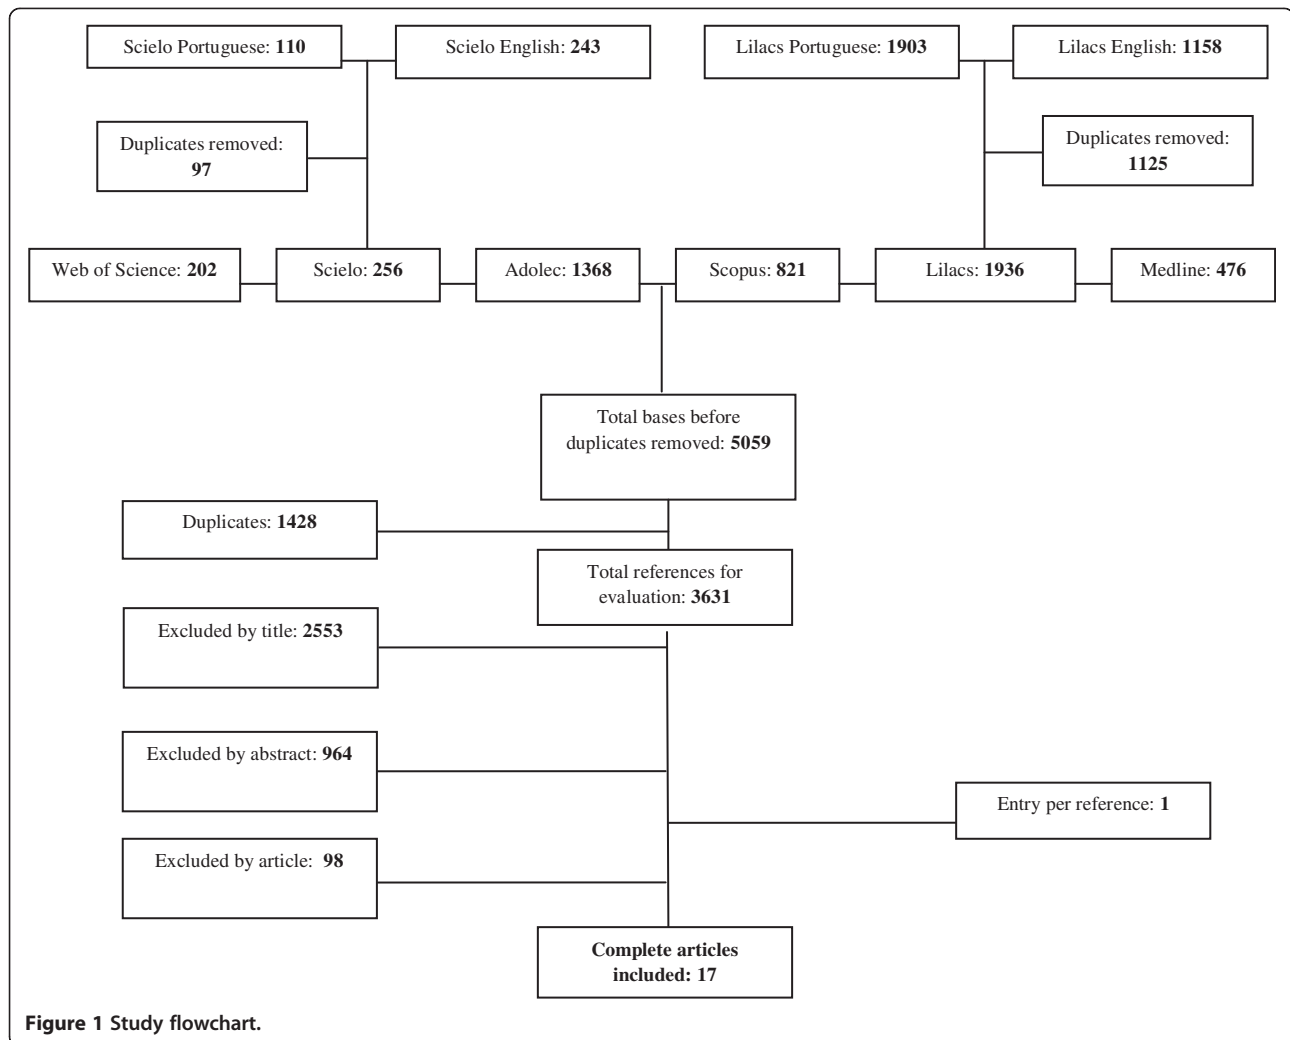 Scielo Portuguese: 110
Scielo English: 243
Lilacs Portuguese: 1903
Lilacs English: 1158
Duplicates removed:
97
Duplicates removed:
1125
Web of Science: 202
Scielo: 256
Adolec: 1368
Scopus: 821
Lilacs: 1936
Medline: 476
Total bases before
duplicates removed: 5059
Duplicates: 1428
Total references for
evaluation: 3631
Excluded by title: 2553
Excluded by abstract: 964
Entry per reference: 1
Excluded by article: 98
Complete articles
included: 17
Figure 1 Study flowchart.